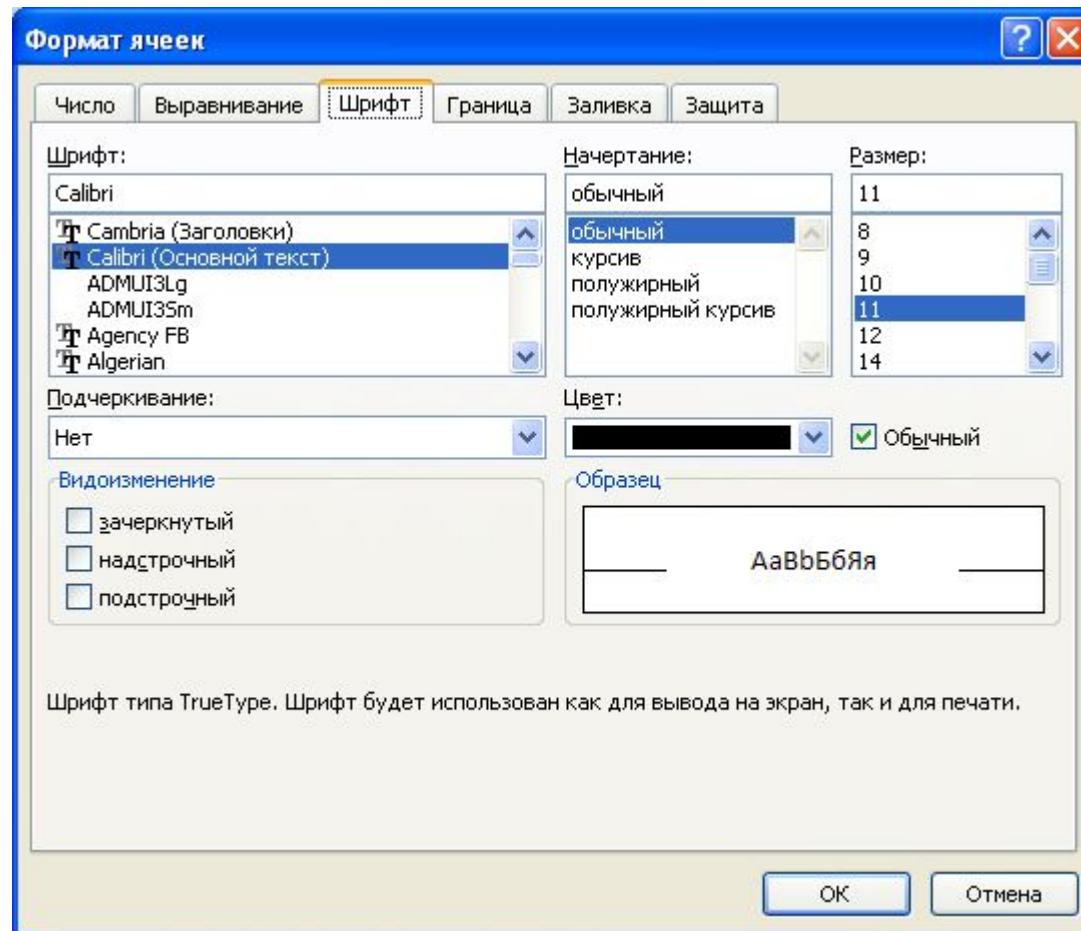 Формат ячеек
Число Выравнивание Шрифт Граница Заливка Защита
Шрифт: Начертание: Размер:
Calibri обычный 11
Cambria (Заголовки) обычный 8
Calibri (Основной текст) курсив 9
ADMUI3Lg полужирный 10
ADMUI3Sm полужирный курсив 11
Agency FB 12
Algerian 14
Подчеркивание: Цвет:
Нет Обычный
Видоизменение Образец
зачеркнутый
надстрочный AaBbБбЯя
подстрочный
Шрифт типа TrueType. Шрифт будет использован как для вывода на экран, так и для печати.
ОК Отмена